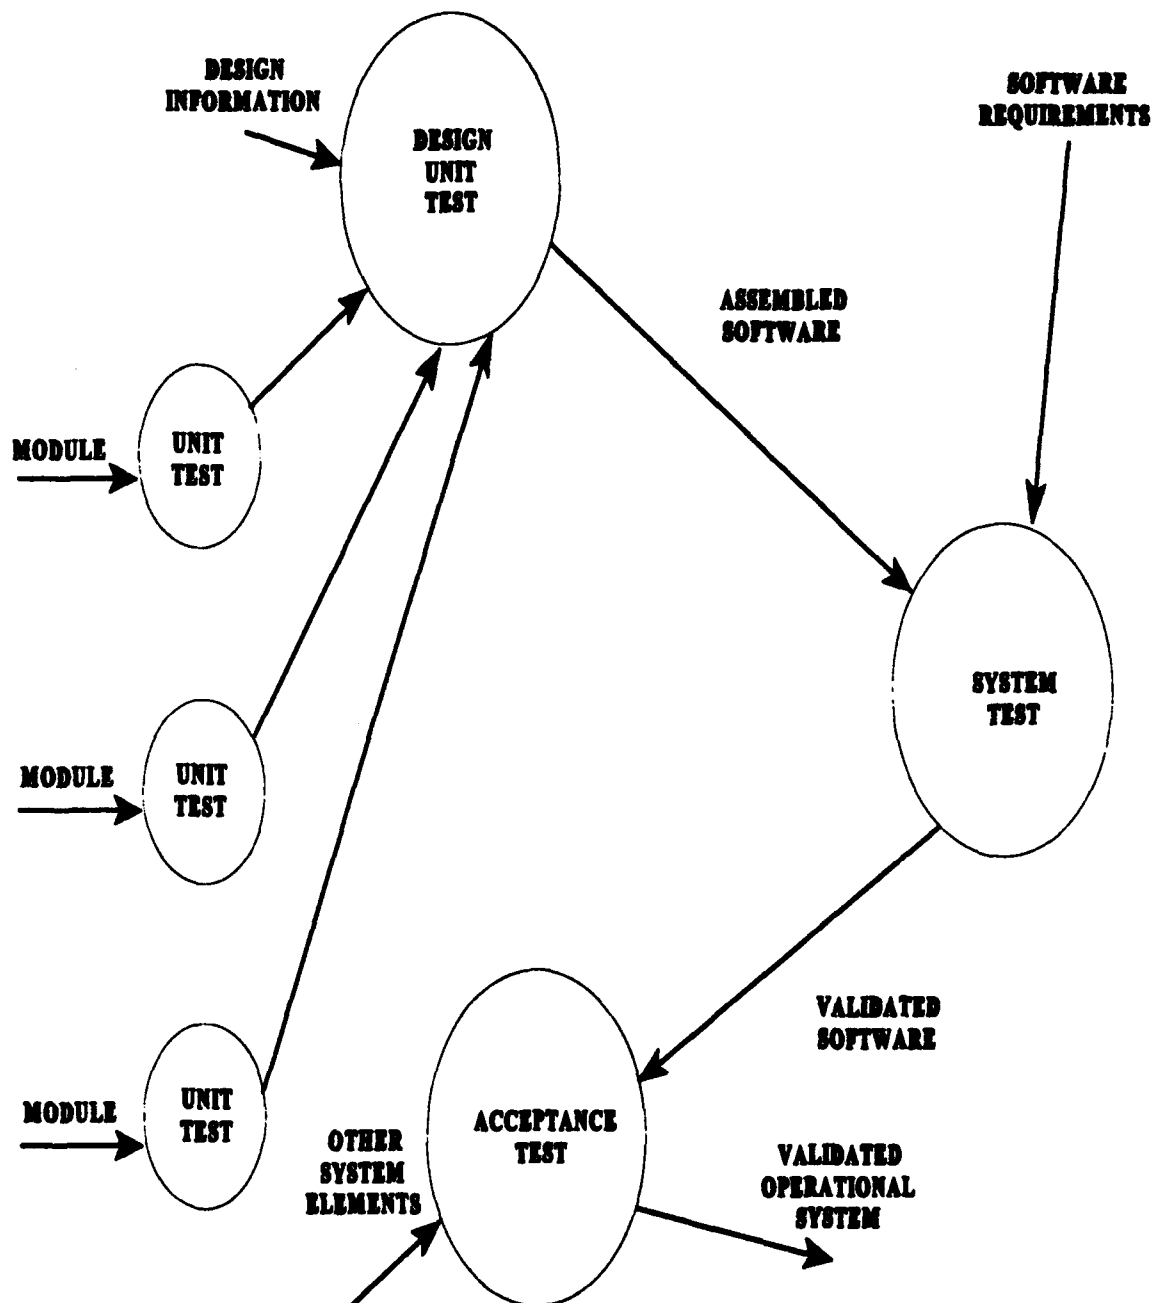 DESIGN
INFORMATION
DESIGN
UNIT
TEST
SOFTWARE
REQUIREMENTS
ASSEMBLED
SOFTWARE
MODULE
UNIT
TEST
SYSTEM
TEST
MODULE
UNIT
TEST
VALIDATED
SOFTWARE
MODULE
UNIT
TEST
OTHER
SYSTEM
ELEMENTS
ACCEPTANCE
TEST
VALIDATED
OPERATIONAL
SYSTEM